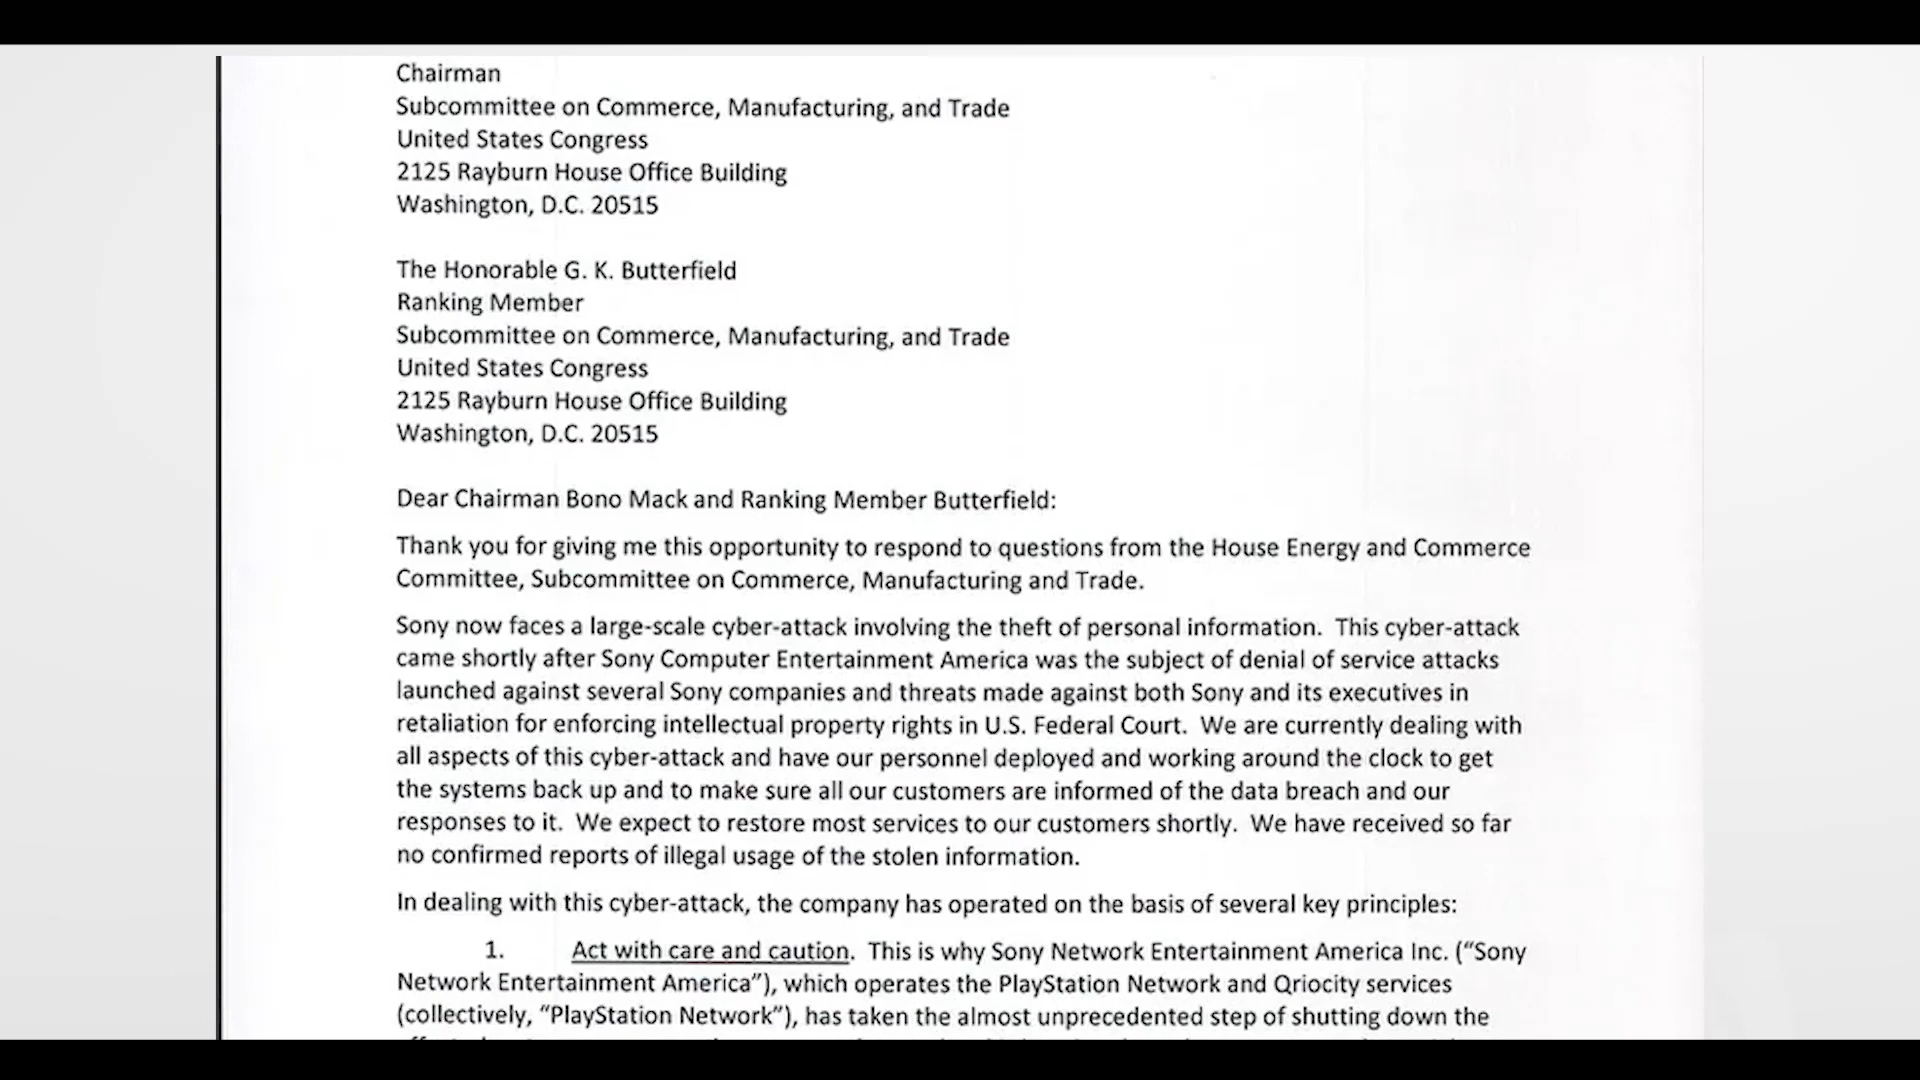 Chairman
Subcommittee on Commerce, Manufacturing, and Trade
United States Congress
2125 Rayburn House Office Building
Washington, D.C. 20515
The Honorable G. K. Butterfield
Ranking Member
Subcommittee on Commerce, Manufacturing, and Trade
United States Congress
2125 Rayburn House Office Building
Washington, D.C. 20515
Dear Chairman Bono Mack and Ranking Member Butterfield:
Thank you for giving me this opportunity to respond to questions from the House Energy and Commerce
Committee, Subcommittee on Commerce, Manufacturing and Trade.
Sony now faces a large-scale cyber-attack involving the theft of personal information.  This cyber-attack
came shortly after Sony Computer Entertainment America was the subject of denial of service attacks
launched against several Sony companies and threats made against both Sony and its executives in
retaliation for enforcing intellectual property rights in U.S. Federal Court.  We are currently dealing with
all aspects of this cyber-attack and have our personnel deployed and working around the clock to get
the systems back up and to make sure all our customers are informed of the data breach and our
responses to it.  We expect to restore most services to our customers shortly.  We have received so far
no confirmed reports of illegal usage of the stolen information.
In dealing with this cyber-attack, the company has operated on the basis of several key principles:
1. Act with care and caution.  This is why Sony Network Entertainment America Inc. (“Sony
Network Entertainment America”), which operates the PlayStation Network and Qriocity services
(collectively, “PlayStation Network”), has taken the almost unprecedented step of shutting down the